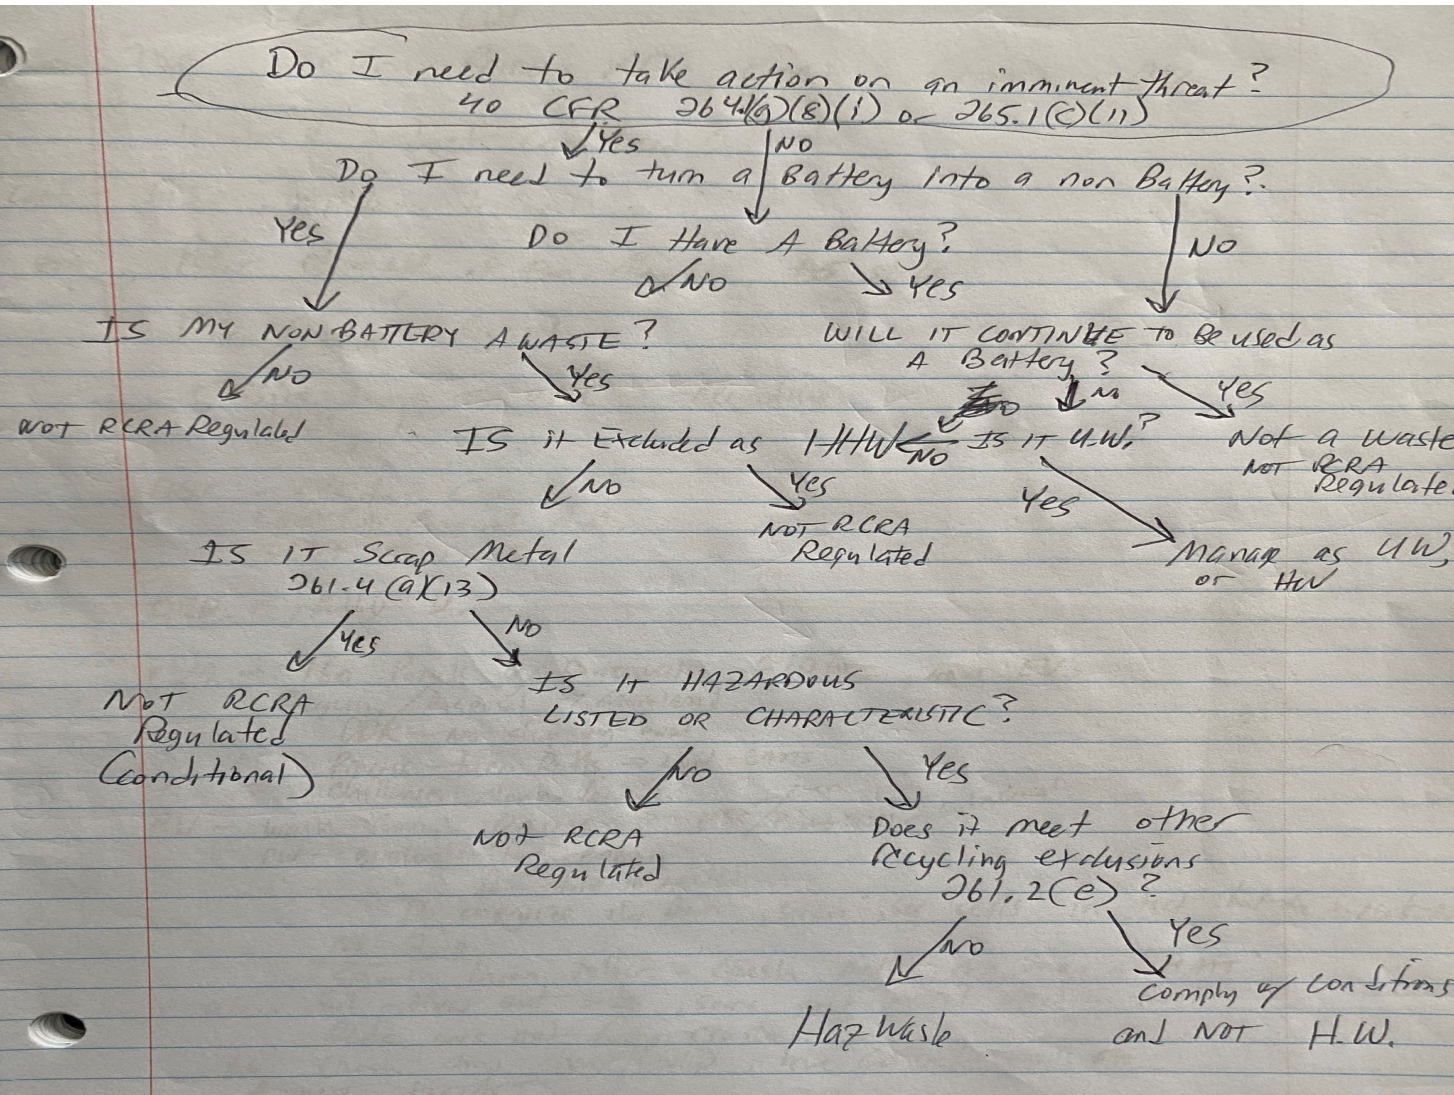 Do I need to take action on an imminent threat?
40 CFR 264.1(g)(8)(i) or 265.1(c)(11)
Yes NO
Do I need to turn a Battery into a non Battery?
Yes Do I Have A Battery? NO
NO Yes
IS MY NON BATTERY A WASTE? WILL IT CONTINUE TO Be used as
A Battery?
NO Yes No Yes
NOT RCRA Regulated IS it Excluded as HHW NO IS IT U.W.? Not a waste
NOT RCRA
Regulate
NO Yes Yes
NOT RCRA
Regulated
IS IT Scrap Metal Manage as UW,
261.4(a)(13) or HW
Yes NO
NOT RCRA
Regulated
(conditional)
IS IT HAZARDOUS
LISTED OR CHARACTERISTIC?
NO Yes
NOT RCRA
Regulated
Does it meet other
recycling exclusions
261.2(e)?
NO Yes
Haz Waste
Comply w/ conditions
and NOT H.W.